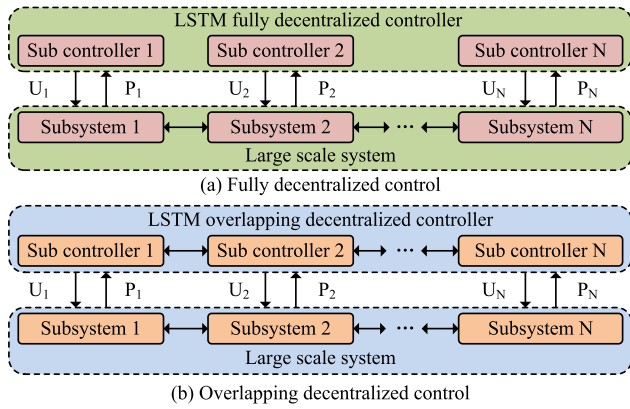 LSTM fully decentralized controller
Sub controller 1 Sub controller 2 Sub controller N
U1 P1 U2 P2 UN PN
Subsystem 1 Subsystem 2 ··· Subsystem N
Large scale system
(a) Fully decentralized control
LSTM overlapping decentralized controller
Sub controller 1 Sub controller 2 ··· Sub controller N
U1 P1 U2 P2 UN PN
Subsystem 1 Subsystem 2 ··· Subsystem N
Large scale system
(b) Overlapping decentralized control